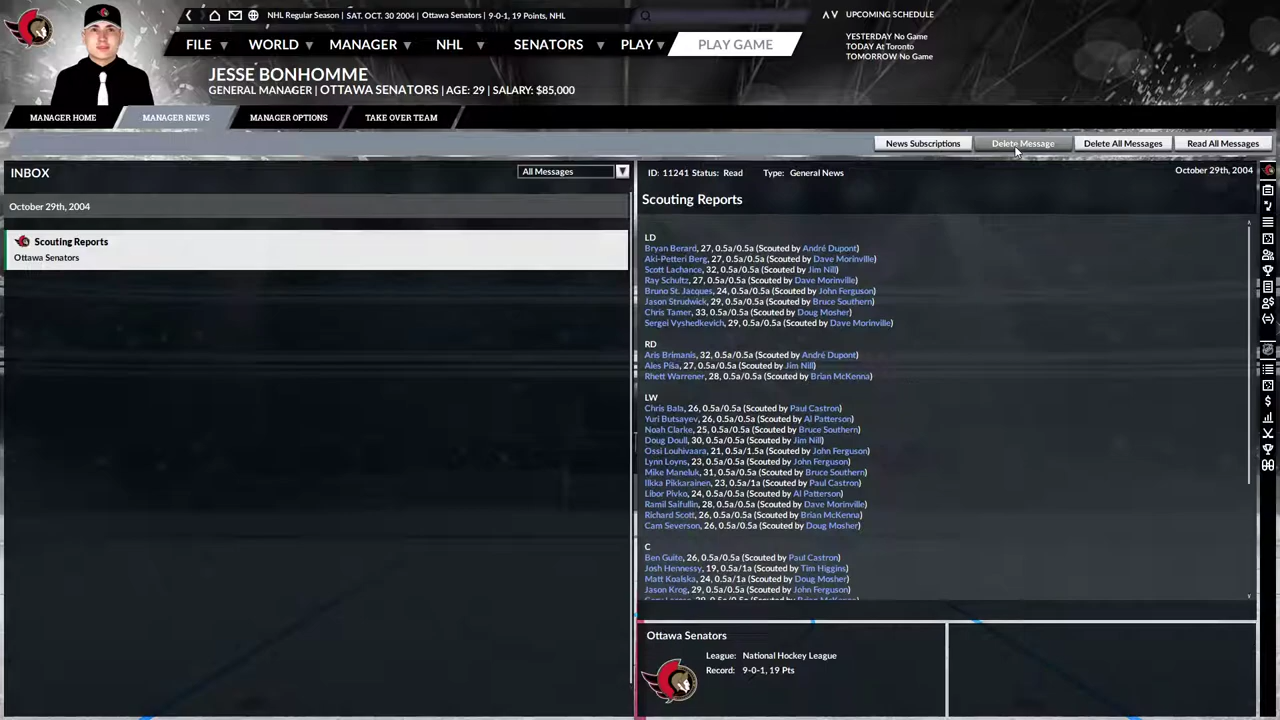 NHL Regular Season | SAT. OCT. 30 2004 | Ottawa Senators | 9-0-1, 19 Points, NHL
UPCOMING SCHEDULE
YESTERDAY No Game
TODAY At Toronto
TOMORROW No Game
FILE WORLD MANAGER NHL SENATORS PLAY PLAY GAME
JESSE BONHOMME
GENERAL MANAGER | OTTAWA SENATORS | AGE: 29 | SALARY: $85,000
MANAGER HOME MANAGER NEWS MANAGER OPTIONS TAKE OVER TEAM
News Subscriptions Delete Message Delete All Messages Read All Messages
INBOX All Messages
October 29th, 2004
Scouting Reports
Ottawa Senators
ID: 11241 Status: Read Type: General News October 29th, 2004
Scouting Reports
LD
Bryan Berard, 27, 0.5a/0.5a (Scouted by André Dupont)
Aki-Petteri Berg, 27, 0.5a/0.5a (Scouted by Dave Morinville)
Scott Lachance, 32, 0.5a/0.5a (Scouted by Jim Nill)
Ray Schultz, 27, 0.5a/0.5a (Scouted by Dave Morinville)
Bruno St. Jacques, 24, 0.5a/0.5a (Scouted by John Ferguson)
Jason Strudwick, 29, 0.5a/0.5a (Scouted by Bruce Southern)
Chris Tamer, 33, 0.5a/0.5a (Scouted by Doug Mosher)
Sergei Vyshedkevich, 29, 0.5a/0.5a (Scouted by Dave Morinville)
RD
Aris Brimanis, 32, 0.5a/0.5a (Scouted by André Dupont)
Ales Píša, 27, 0.5a/0.5a (Scouted by Jim Nill)
Rhett Warrener, 28, 0.5a/0.5a (Scouted by Brian McKenna)
LW
Chris Bala, 26, 0.5a/0.5a (Scouted by Paul Castron)
Yuri Butsayev, 26, 0.5a/0.5a (Scouted by Al Patterson)
Noah Clarke, 25, 0.5a/0.5a (Scouted by Bruce Southern)
Doug Doull, 30, 0.5a/0.5a (Scouted by Jim Nill)
Ossi Louhivaara, 21, 0.5a/1.5a (Scouted by John Ferguson)
Lynn Loyns, 23, 0.5a/0.5a (Scouted by John Ferguson)
Mike Maneluk, 31, 0.5a/0.5a (Scouted by Bruce Southern)
Ilkka Pikkarainen, 23, 0.5a/1a (Scouted by Paul Castron)
Libor Pivko, 24, 0.5a/0.5a (Scouted by Al Patterson)
Ramil Saifullin, 28, 0.5a/0.5a (Scouted by Dave Morinville)
Richard Scott, 26, 0.5a/0.5a (Scouted by Brian McKenna)
Cam Severson, 26, 0.5a/0.5a (Scouted by Doug Mosher)
C
Ben Guite, 26, 0.5a/0.5a (Scouted by Paul Castron)
Josh Hennessy, 19, 0.5a/1a (Scouted by Tim Higgins)
Matt Koalska, 24, 0.5a/1a (Scouted by Doug Mosher)
Jason Krog, 29, 0.5a/0.5a (Scouted by John Ferguson)
Ottawa Senators
League: National Hockey League
Record: 9-0-1, 19 Pts